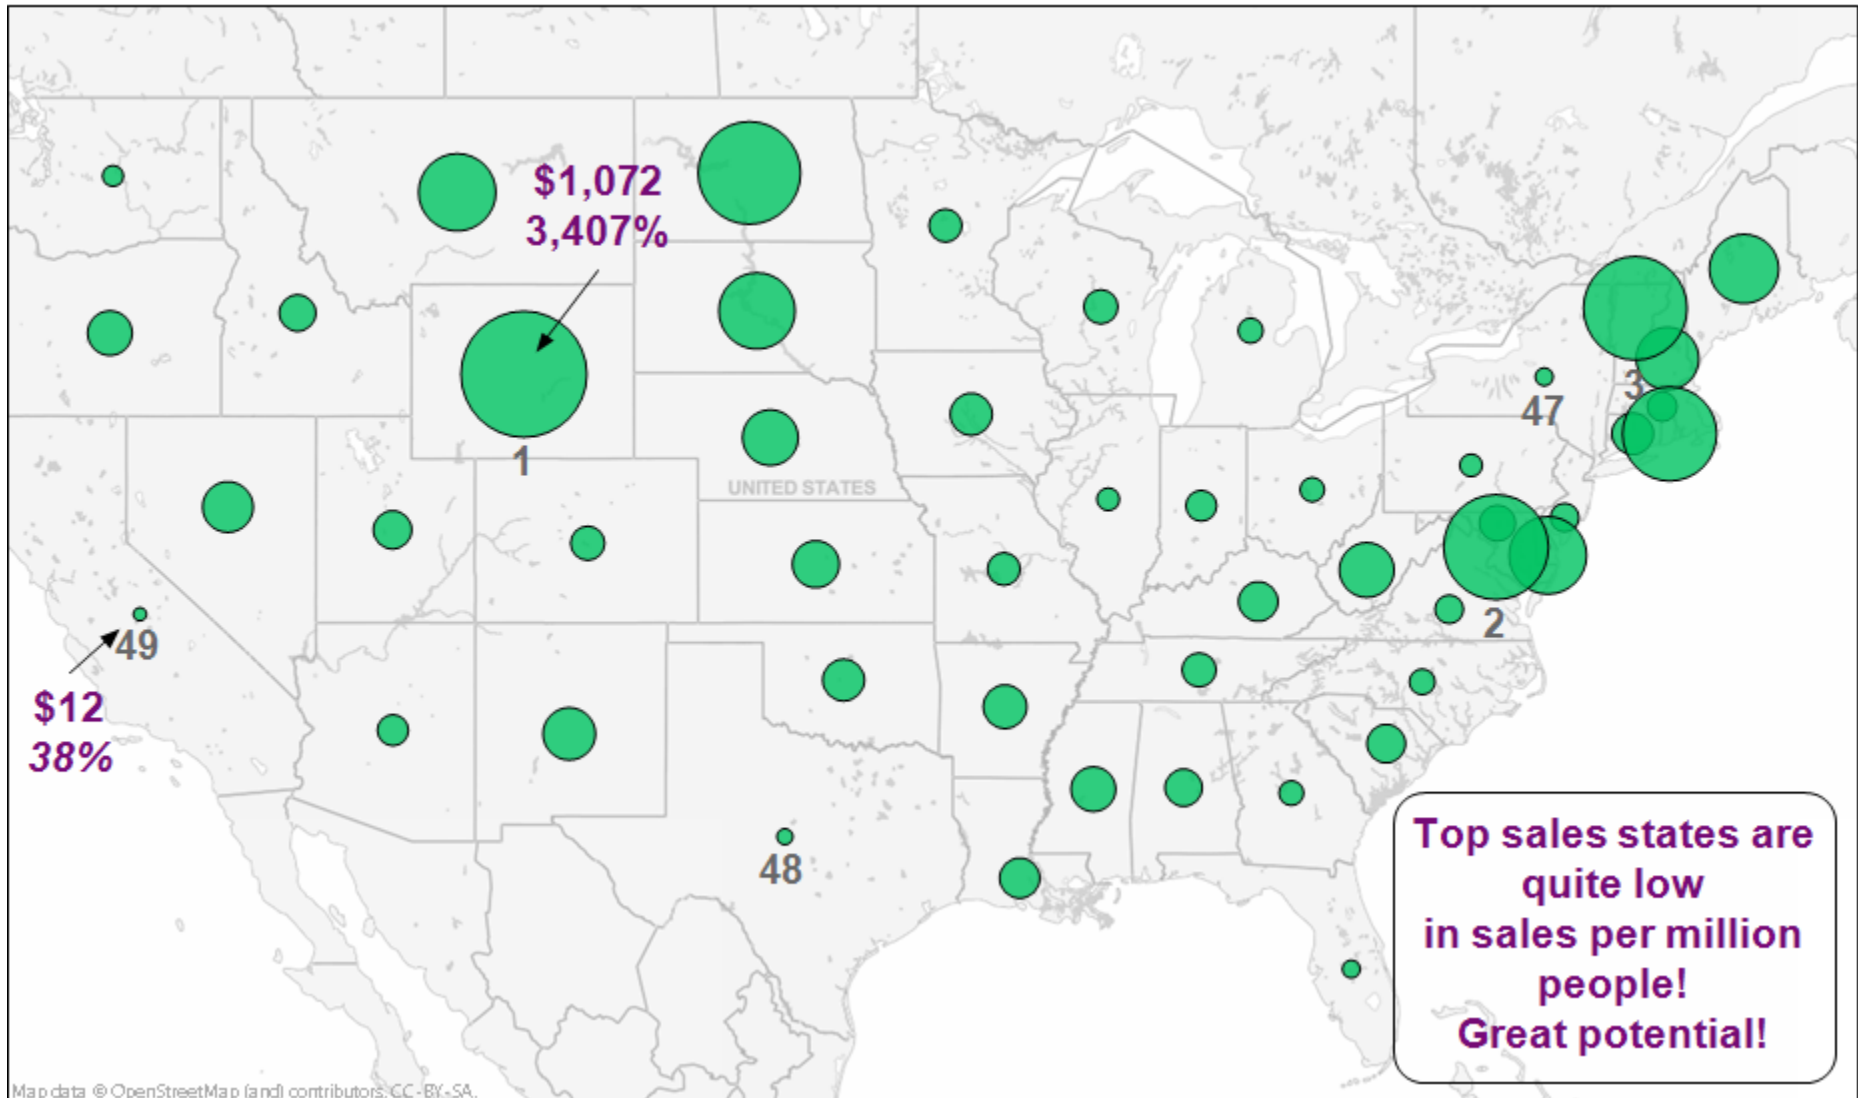 $1,072
3,407%
3
47
1
UNITED STATES
2
49
$12
38%
48
Top sales states are
quite low
in sales per million
people!
Great potential!
Map data © OpenStreetMap (and) contributors, CC-BY-SA.